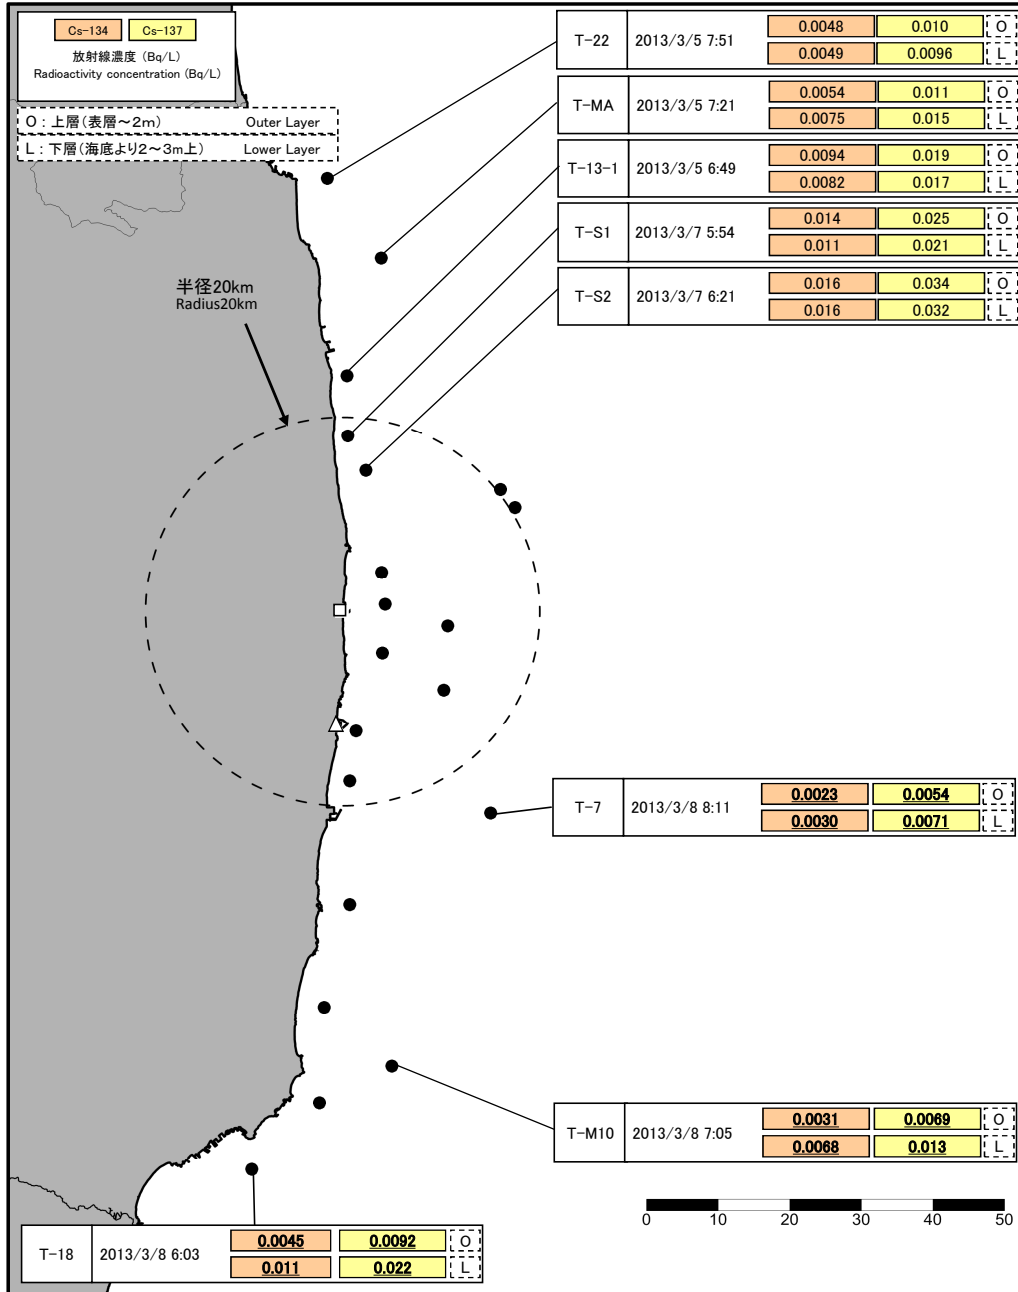 Cs-134 Cs-137
放射線濃度 (Bq/L)
Radioactivity concentration (Bq/L)
O : 上層(表層～2m) Outer Layer
L : 下層(海底より2～3m上) Lower Layer
T-22 2013/3/5 7:51 0.0048 0.010 O
0.0049 0.0096 L
T-MA 2013/3/5 7:21 0.0054 0.011 O
0.0075 0.015 L
T-13-1 2013/3/5 6:49 0.0094 0.019 O
0.0082 0.017 L
T-S1 2013/3/7 5:54 0.014 0.025 O
0.011 0.021 L
T-S2 2013/3/7 6:21 0.016 0.034 O
0.016 0.032 L
半径20km
Radius20km
T-7 2013/3/8 8:11 0.0023 0.0054 O
0.0030 0.0071 L
T-M10 2013/3/8 7:05 0.0031 0.0069 O
0.0068 0.013 L
0 10 20 30 40 50
T-18 2013/3/8 6:03 0.0045 0.0092 O
0.011 0.022 L